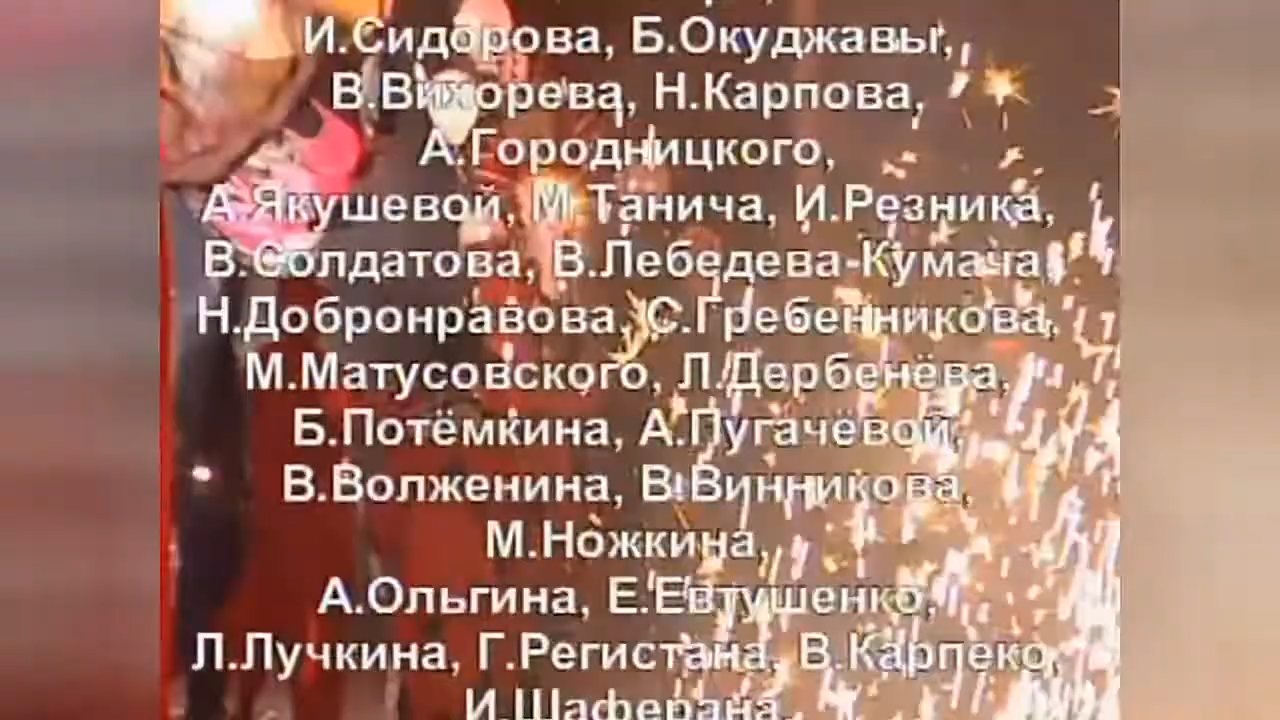 И.Сидорова, Б.Окуджавы,
В.Вихорева, Н.Карпова,
А.Городницкого,
А.Якушевой, М.Танича, И.Резника,
В.Солдатова, В.Лебедева-Кумача,
Н.Добронравова, С.Гребенникова,
М.Матусовского, Л.Дербенёва,
Б.Потёмкина, А.Пугачёвой,
В.Волженина, В.Винникова,
М.Ножкина,
А.Ольгина, Е.Евтушенко,
Л.Лучкина, Г.Регистана, В.Карпеко,
И.Шаферана,